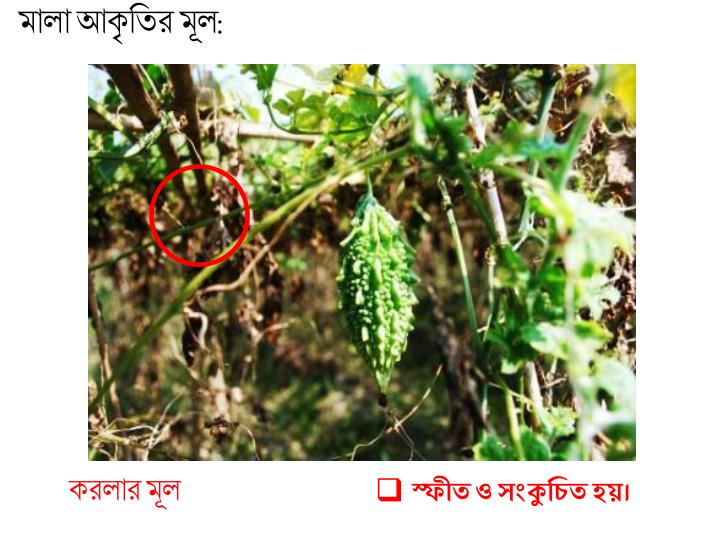 মালা আকৃতির মূল:
করলার মূল
❑ স্ফীত ও সংকুচিত হয়।